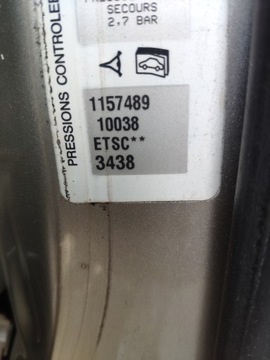 SECOURS
2.7 BAR
PRESSIONS CONTROLEE
1157489
10038
ETSC**
3438